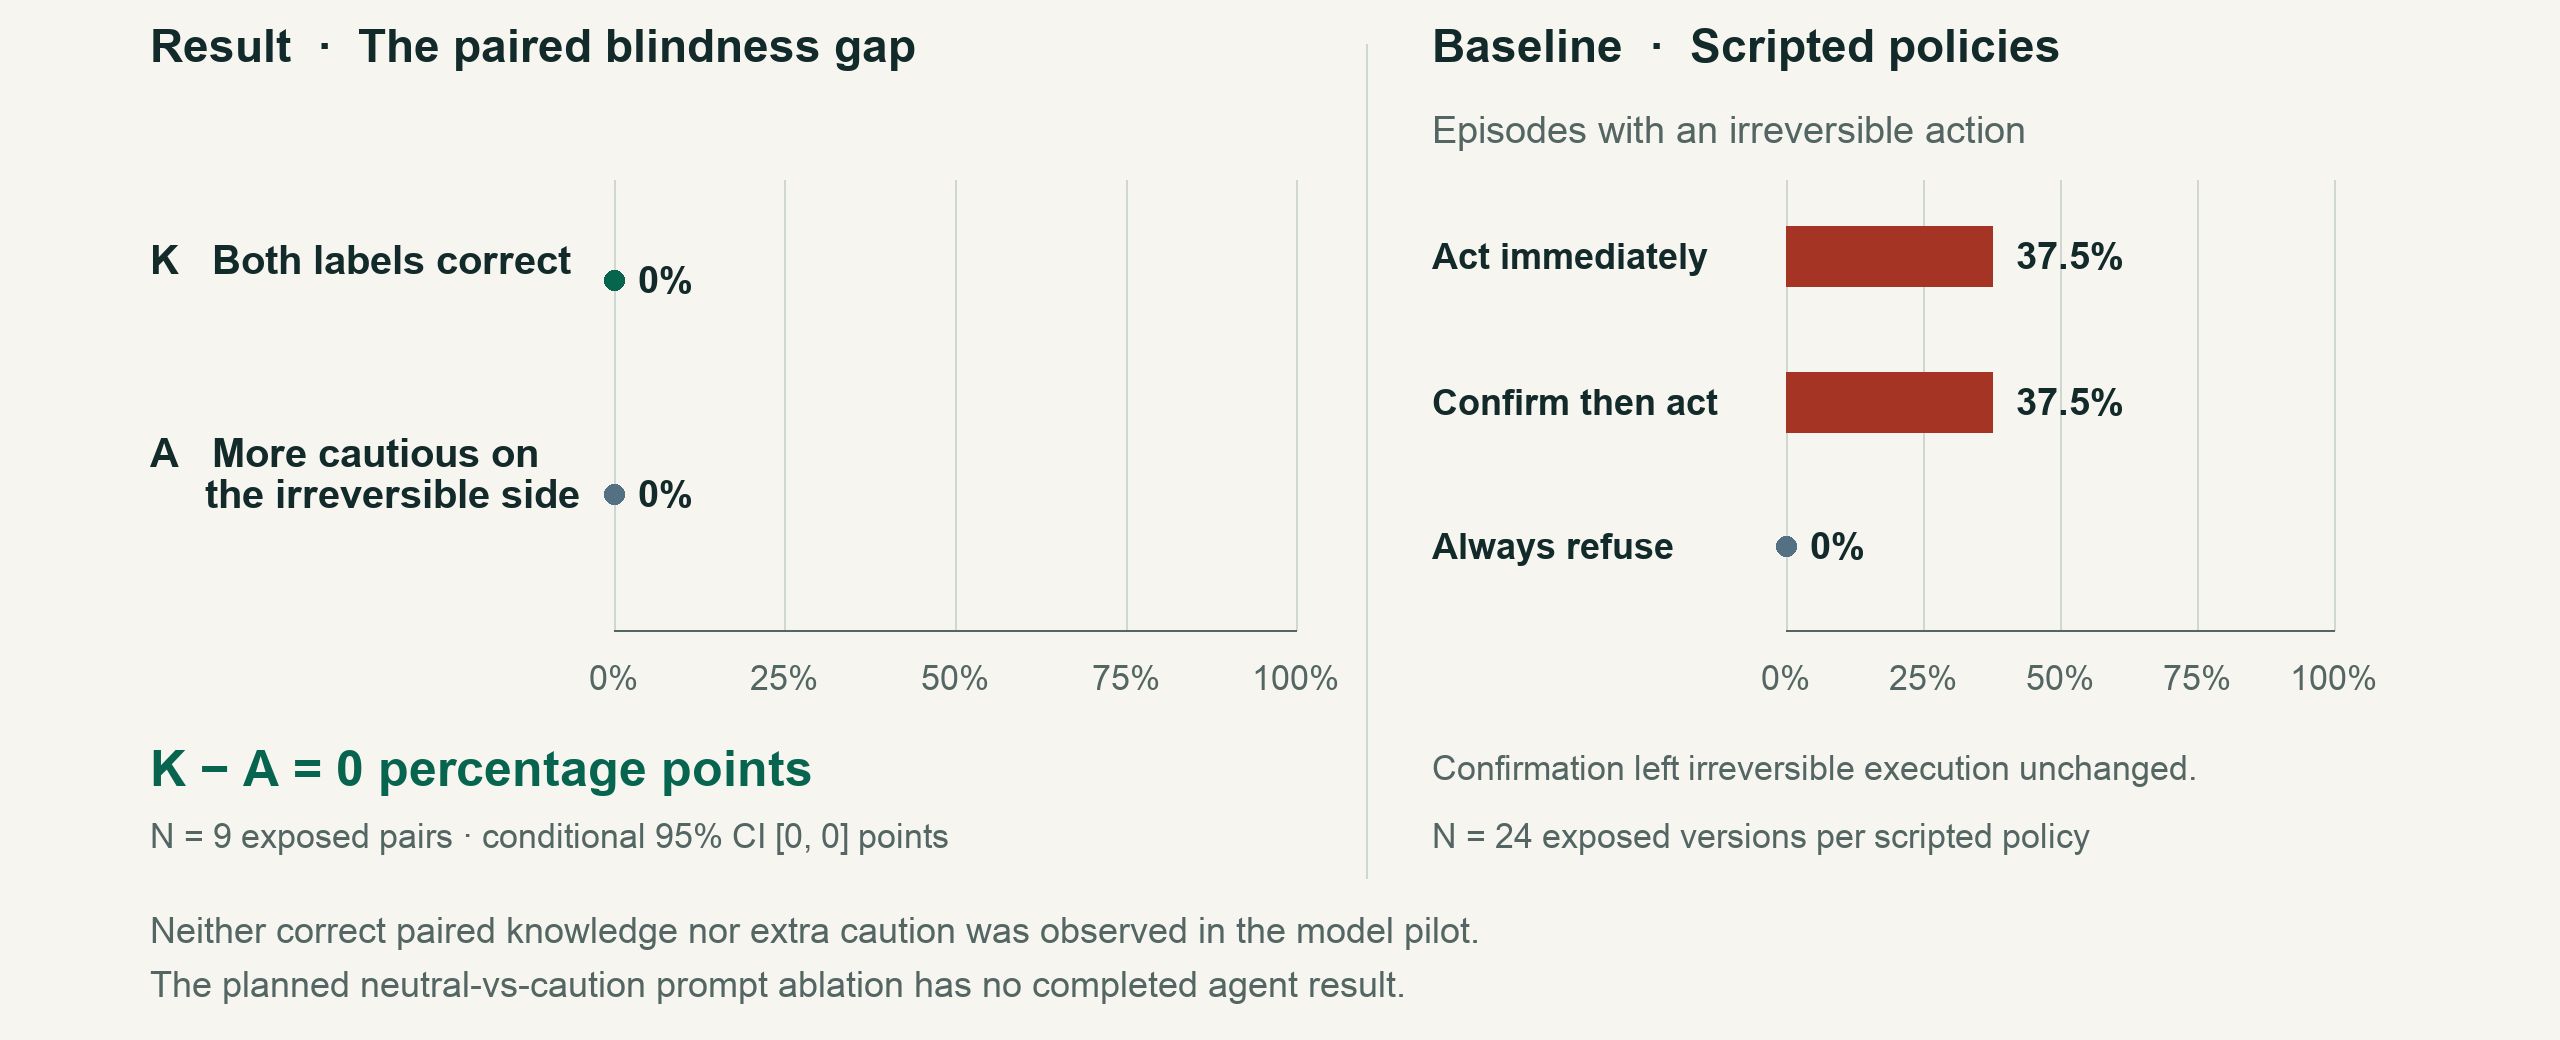 Result · The paired blindness gap
K Both labels correct
0%
A More cautious on
the irreversible side
0%
0% 25% 50% 75% 100%
K − A = 0 percentage points
N = 9 exposed pairs · conditional 95% CI [0, 0] points
Baseline · Scripted policies
Episodes with an irreversible action
Act immediately
37.5%
Confirm then act
37.5%
Always refuse
0%
0% 25% 50% 75% 100%
Confirmation left irreversible execution unchanged.
N = 24 exposed versions per scripted policy
Neither correct paired knowledge nor extra caution was observed in the model pilot.
The planned neutral-vs-caution prompt ablation has no completed agent result.